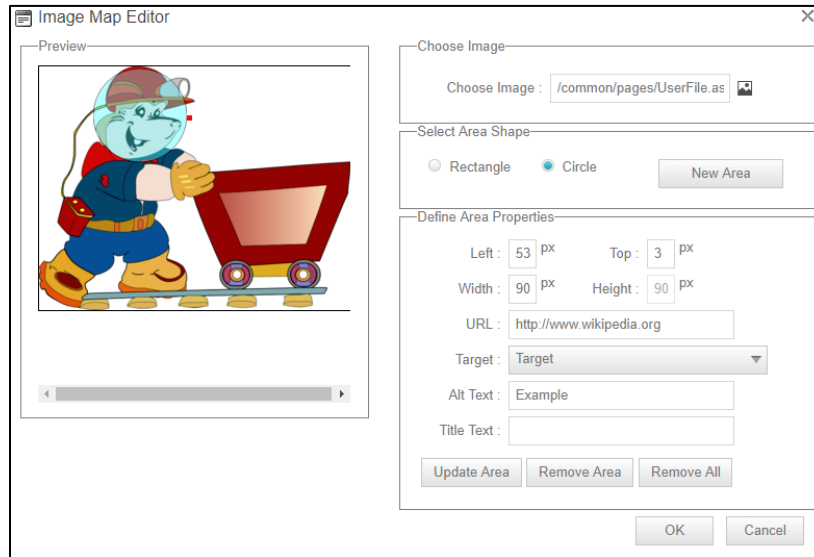 Image Map Editor
Preview
Choose Image
Choose Image : /common/pages/UserFile.as
Select Area Shape
Rectangle Circle New Area
Define Area Properties
Left : 53 px Top : 3 px
Width : 90 px Height : 90 px
URL : http://www.wikipedia.org
Target : Target
Alt Text : Example
Title Text :
Update Area Remove Area Remove All
OK Cancel